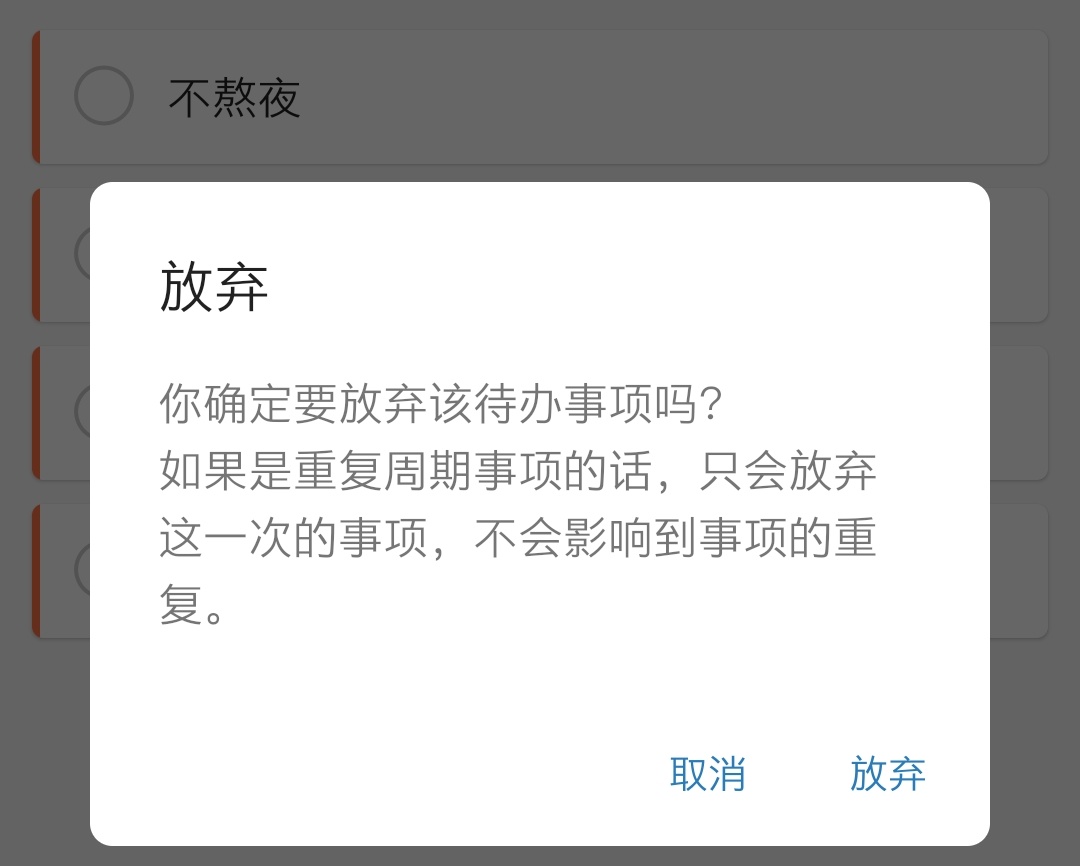 不熬夜
放弃
你确定要放弃该待办事项吗?
如果是重复周期事项的话，只会放弃
这一次的事项，不会影响到事项的重
复。
取消 放弃